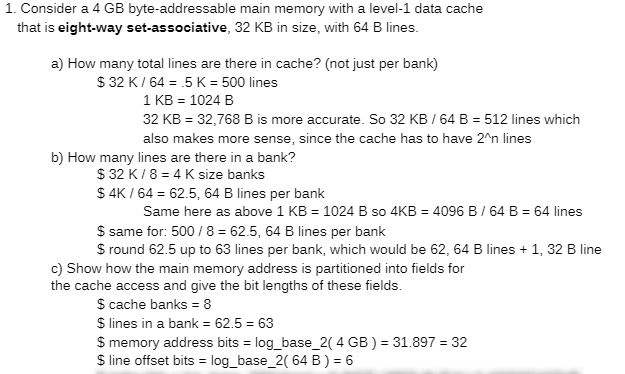 1. Consider a 4 GB byte-addressable main memory with a level-1 data cache
that is eight-way set-associative, 32 KB in size, with 64 B lines.
a) How many total lines are there in cache? (not just per bank)
$ 32 K / 64 = .5 K = 500 lines
1 KB = 1024 B
32 KB = 32,768 B is more accurate. So 32 KB / 64 B = 512 lines which
also makes more sense, since the cache has to have 2^n lines
b) How many lines are there in a bank?
$ 32 K / 8 = 4 K size banks
$ 4K / 64 = 62.5, 64 B lines per bank
Same here as above 1 KB = 1024 B so 4KB = 4096 B / 64 B = 64 lines
$ same for: 500 / 8 = 62.5, 64 B lines per bank
$ round 62.5 up to 63 lines per bank, which would be 62, 64 B lines + 1, 32 B line
c) Show how the main memory address is partitioned into fields for
the cache access and give the bit lengths of these fields.
$ cache banks = 8
$ lines in a bank = 62.5 = 63
$ memory address bits = log_base_2( 4 GB ) = 31.897 = 32
$ line offset bits = log_base_2( 64 B ) = 6